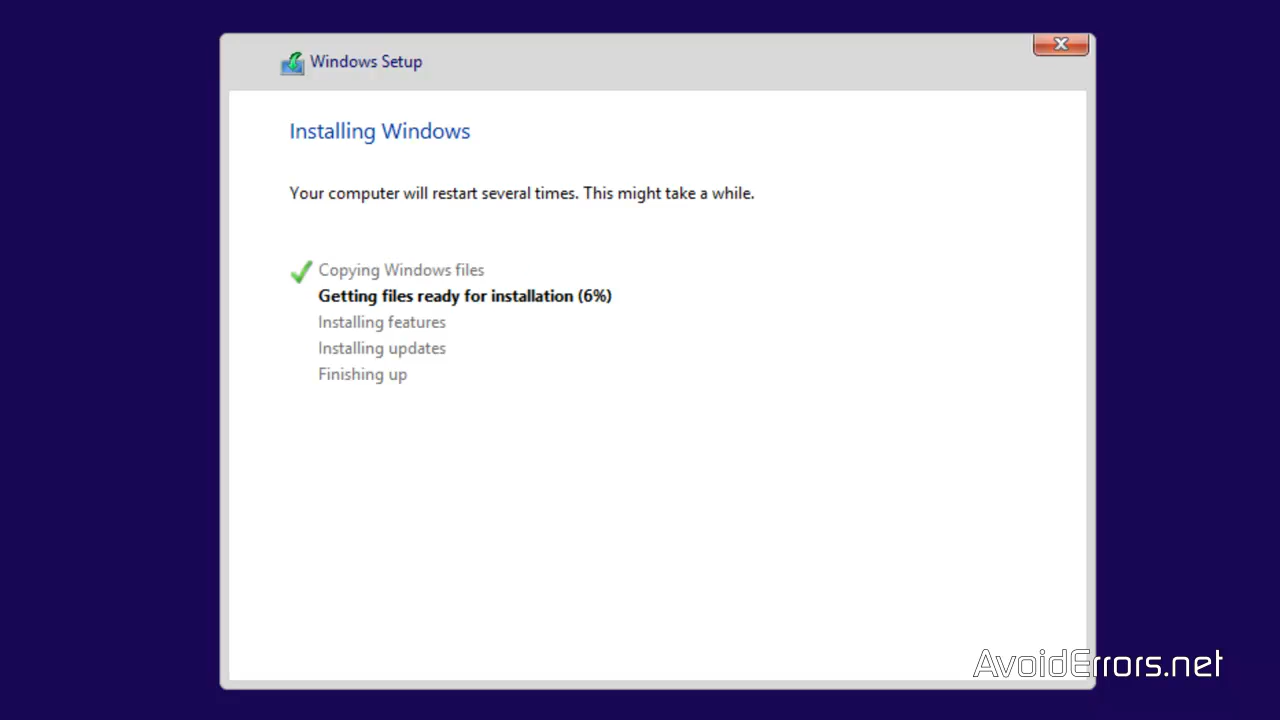 Windows Setup
Installing Windows
Your computer will restart several times. This might take a while.
Copying Windows files
Getting files ready for installation (6%)
Installing features
Installing updates
Finishing up
AvoidErrors.net